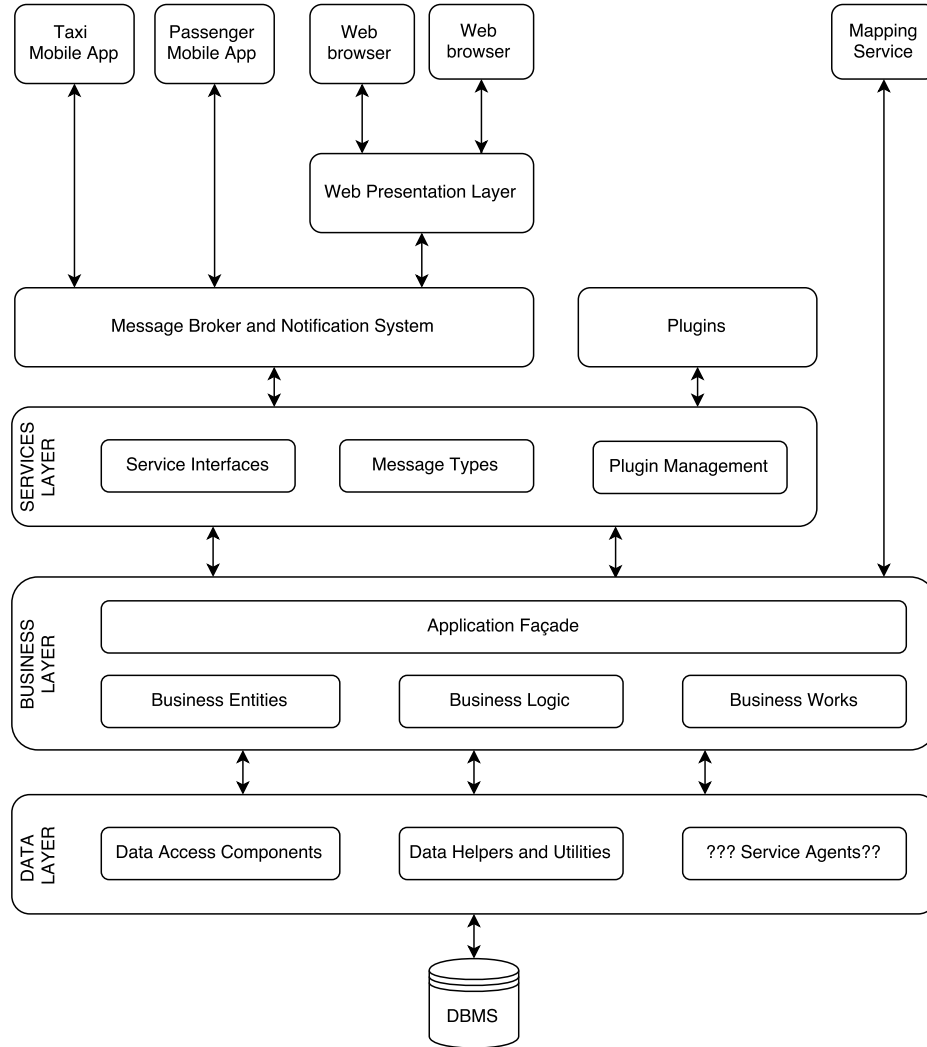 Taxi
Mobile App
Passenger
Mobile App
Web
browser
Web
browser
Mapping
Service
Web Presentation Layer
Message Broker and Notification System
Plugins
SERVICES
LAYER
Service Interfaces
Message Types
Plugin Management
BUSINESS
LAYER
Application Façade
Business Entities
Business Logic
Business Works
DATA
LAYER
Data Access Components
Data Helpers and Utilities
??? Service Agents??
DBMS